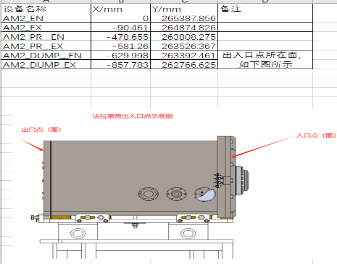 设备名称 X/mm Y/mm 备注
AM2_EN 0 265387.856
AM2_EX -90.461 264874.826
AM2_PR_EN -478.655 263808.275
AM2_PR_EX -581.26 263526.367
AM2_DUMP_EN -629.998 263392.461 出入口点所在面,
AM2_DUMP_EX -857.783 262766.625 如下图所示
法拉第筒出入口点示意图
出口点（面）
入口点（面）